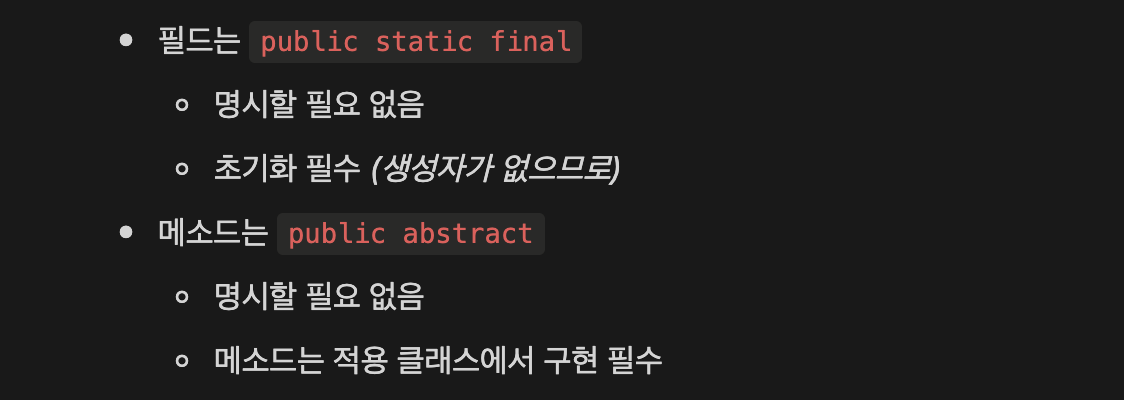 필드는 public static final
명시할 필요 없음
초기화 필수 (생성자가 없으므로)
메소드는 public abstract
명시할 필요 없음
메소드는 적용 클래스에서 구현 필수